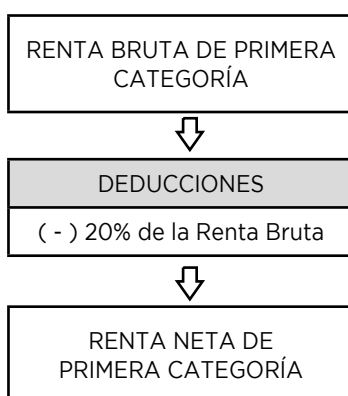 RENTA BRUTA DE PRIMERA
CATEGORÍA
DEDUCCIONES
( - ) 20% de la Renta Bruta
RENTA NETA DE
PRIMERA CATEGORÍA